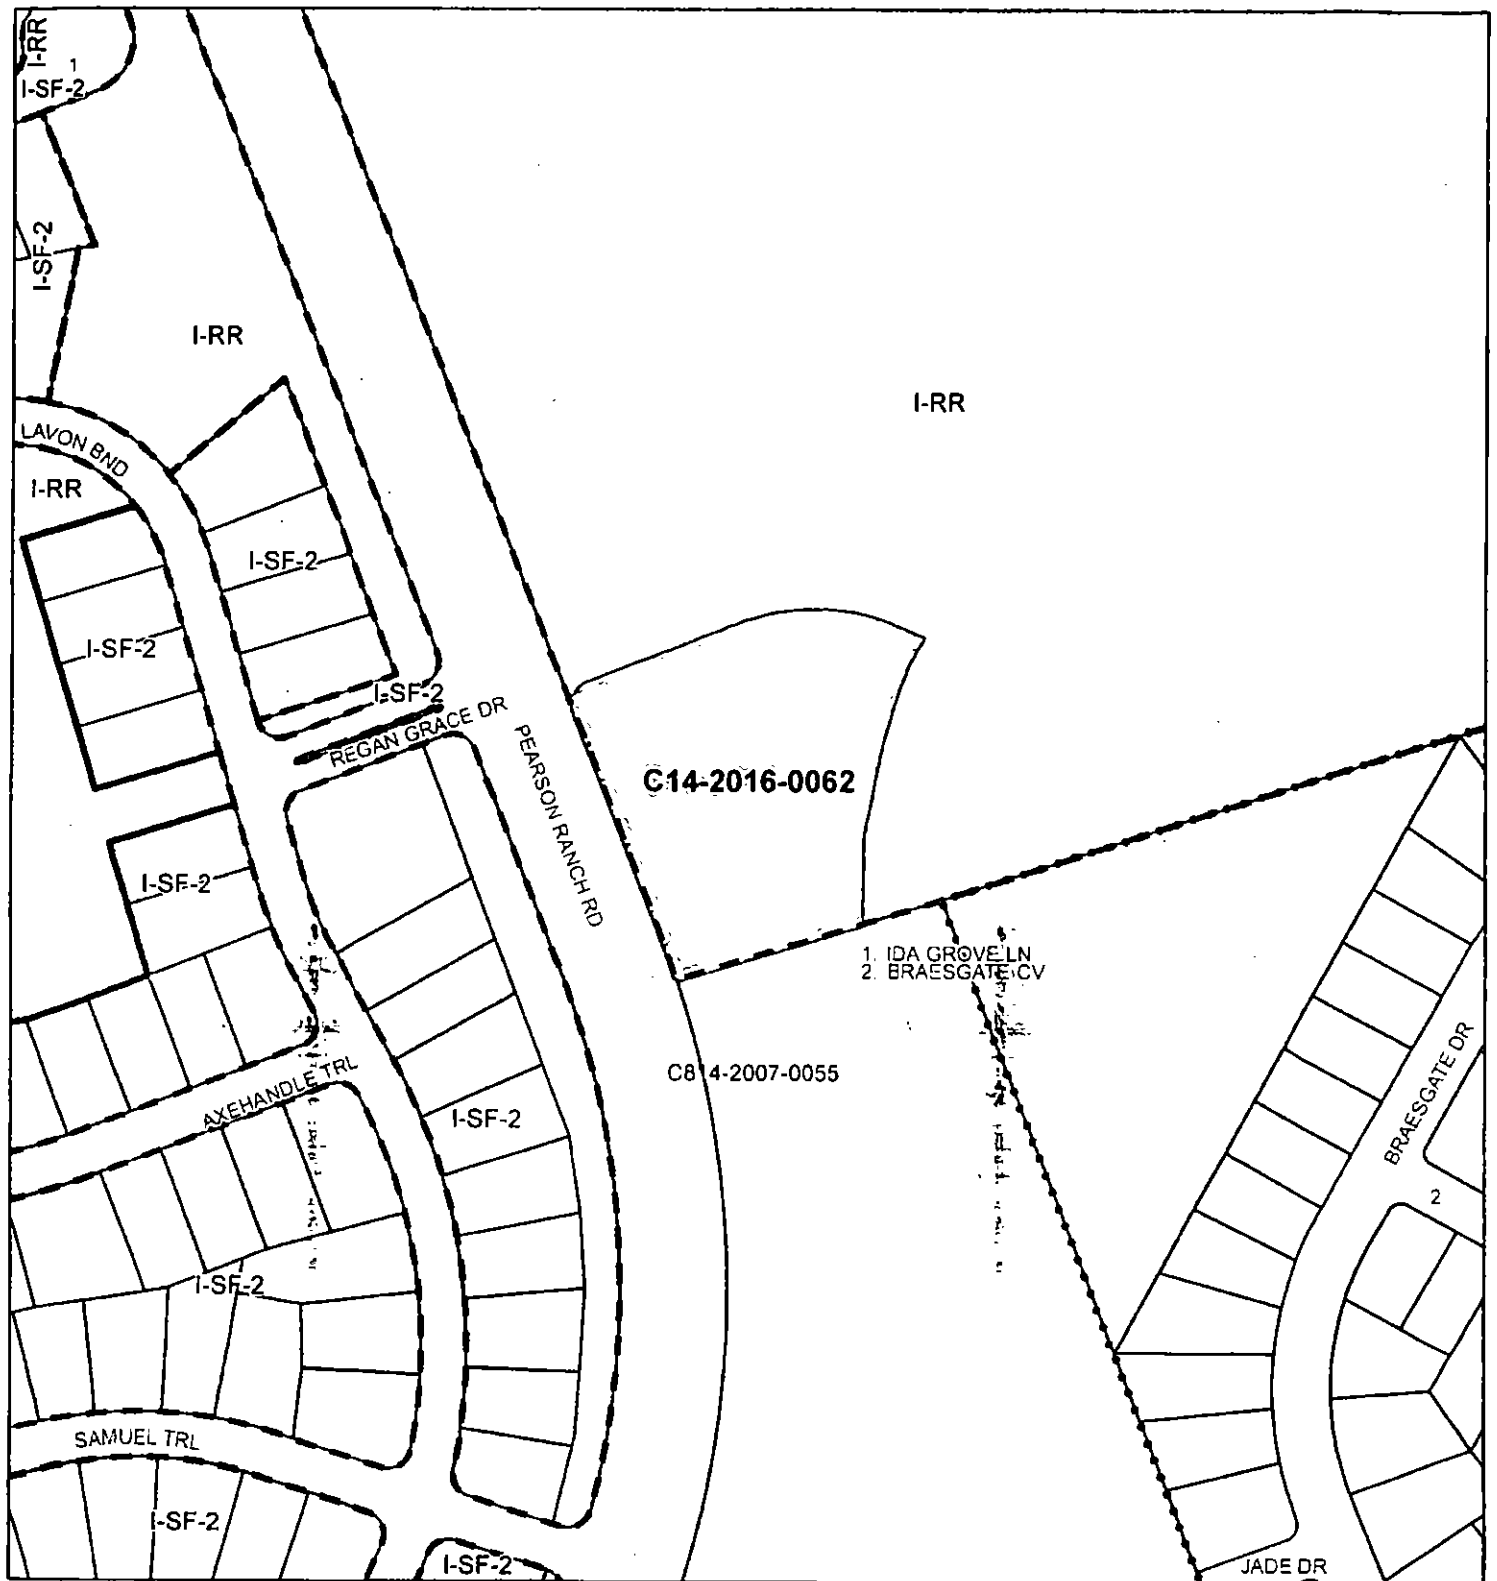 I-RR
1
I-SF-2
I-SF-2
I-RR
I-RR
LAVON BND
I-RR
I-SF-2
I-SF-2
I-SF-2
REGAN GRACE DR
PEARSON RANCH RD
C14-2016-0062
I-SF-2
1. IDA GROVE LN
2. BRAESGATE CV
C814-2007-0055
BRAESGATE DR
AXEHANDLE TRL
I-SF-2
2
I-SF-2
SAMUEL TRL
I-SF-2
I-SF-2
JADE DR